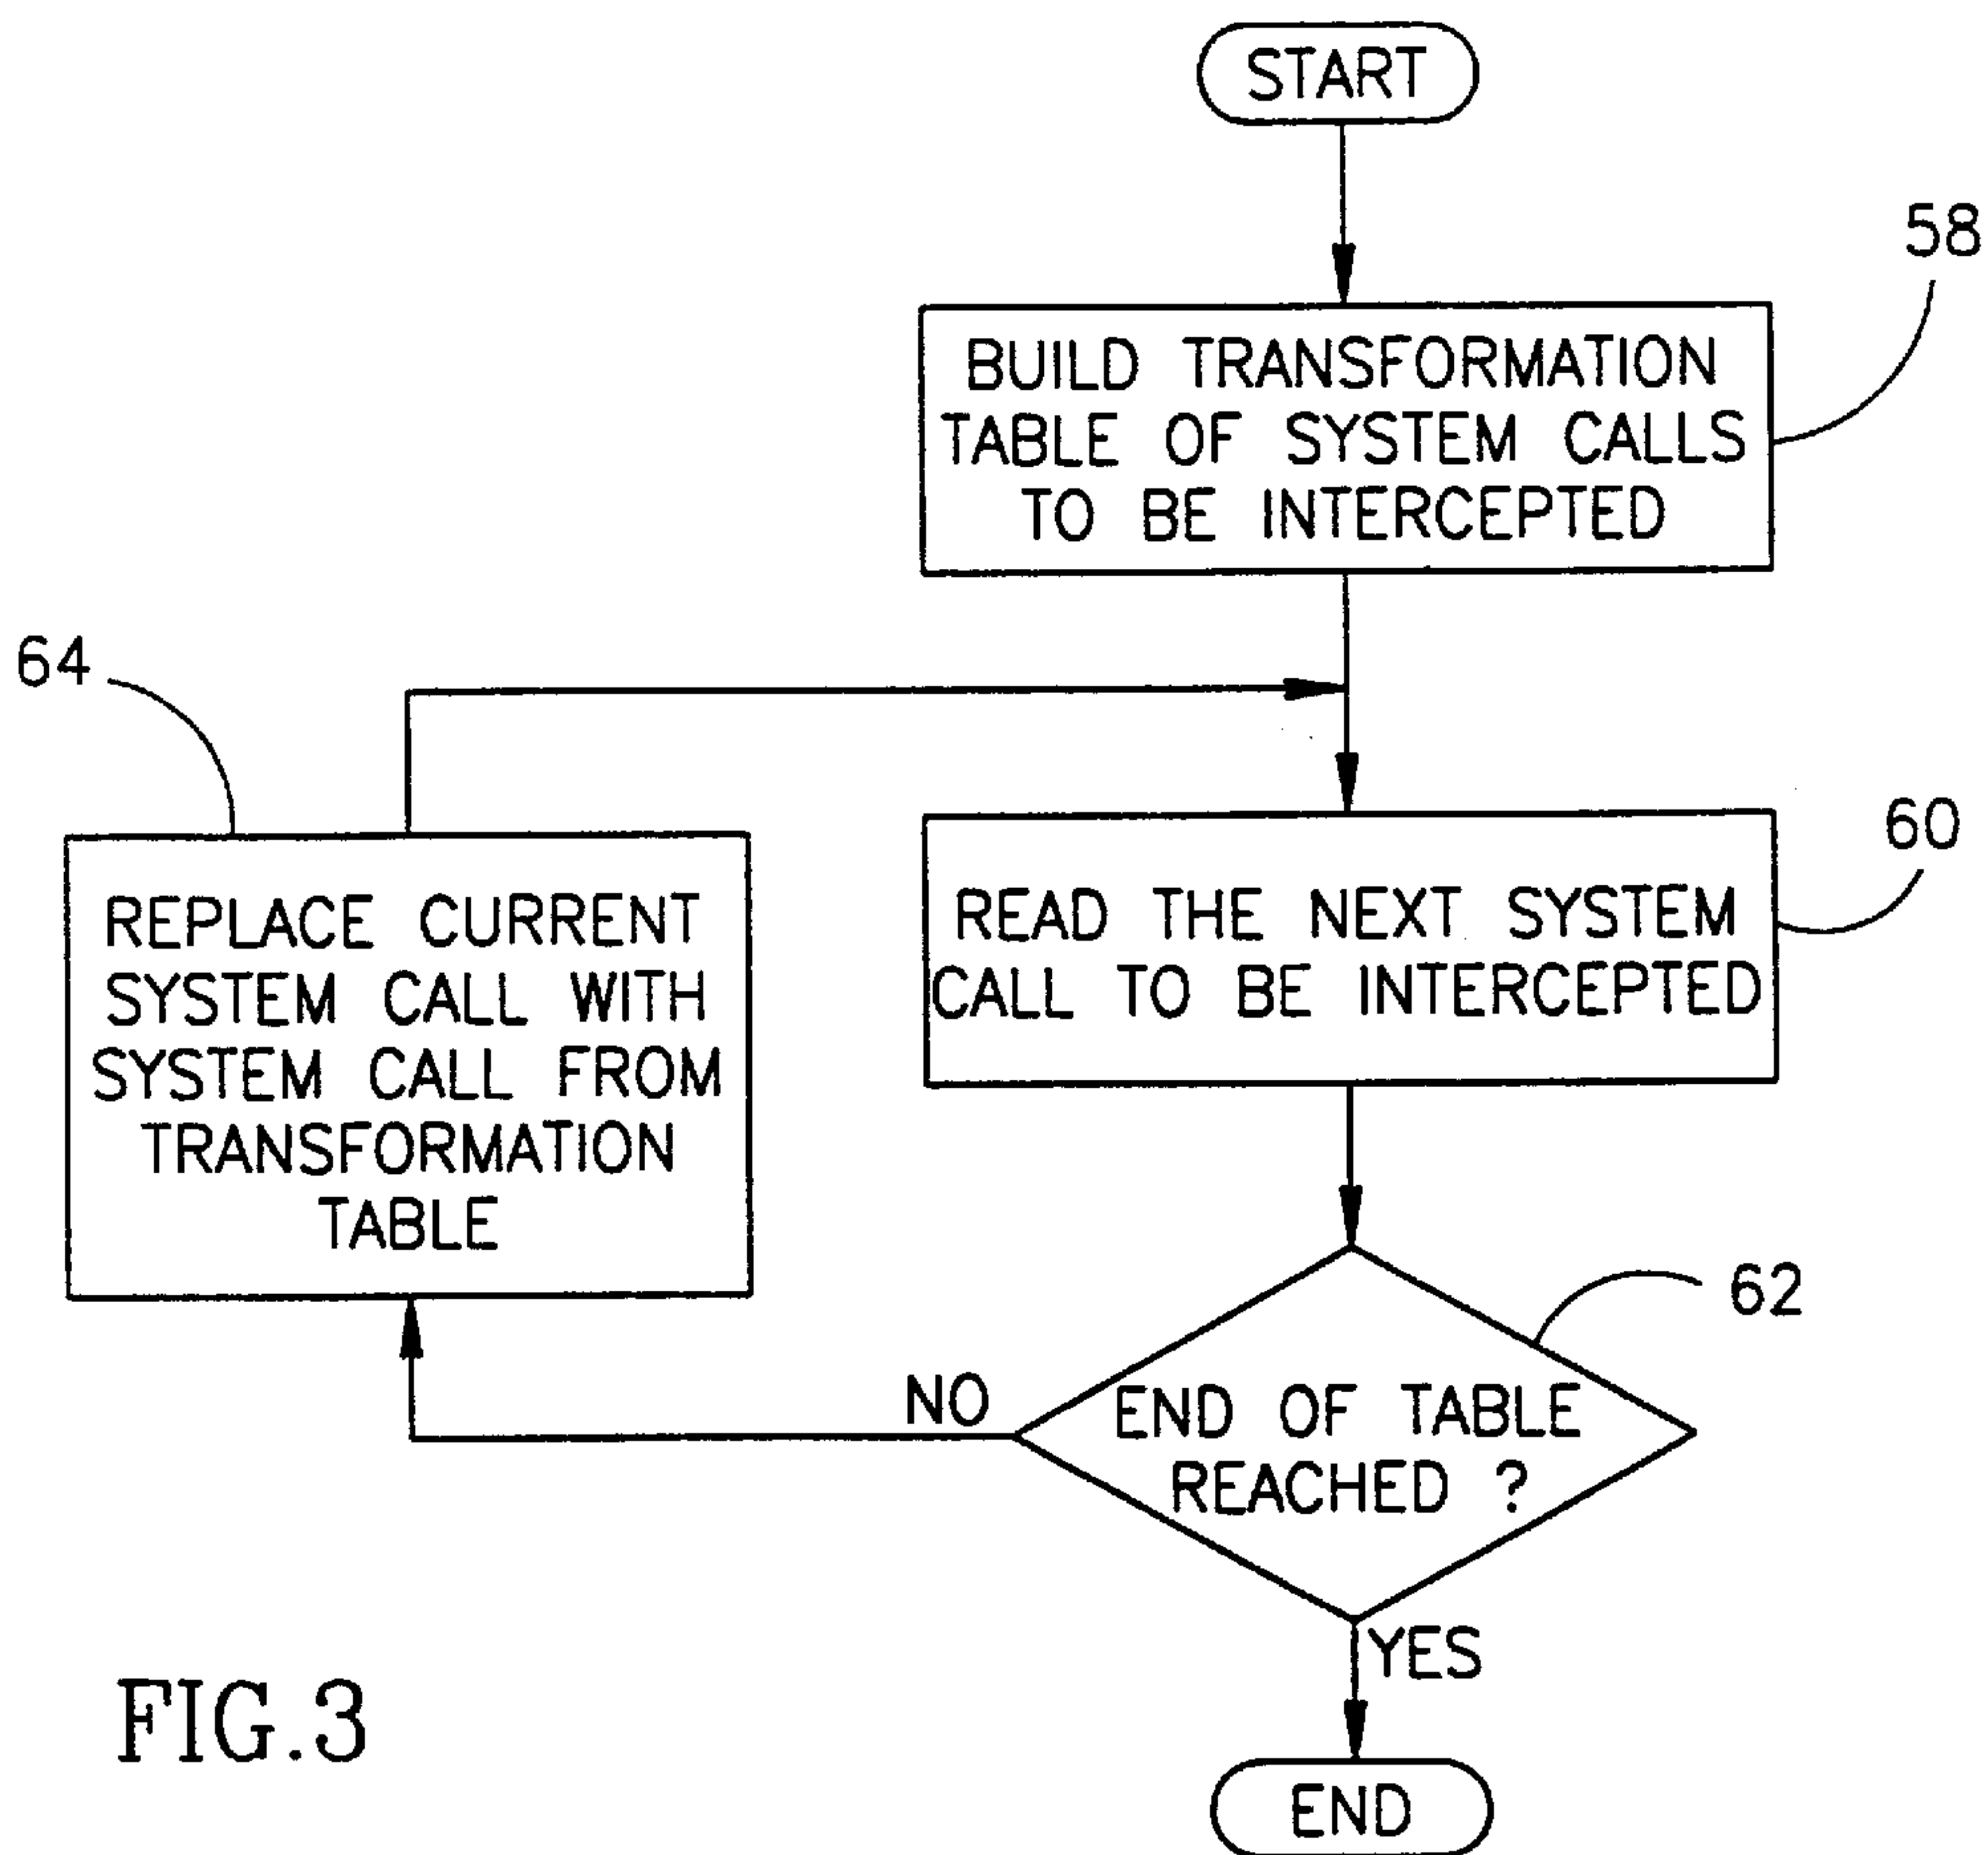 START
58
BUILD TRANSFORMATION
TABLE OF SYSTEM CALLS
TO BE INTERCEPTED
64
60
READ THE NEXT SYSTEM
CALL TO BE INTERCEPTED
REPLACE CURRENT
SYSTEM CALL WITH
SYSTEM CALL FROM
TRANSFORMATION
TABLE
62
NO
END OF TABLE
REACHED ?
YES
FIG.3
END